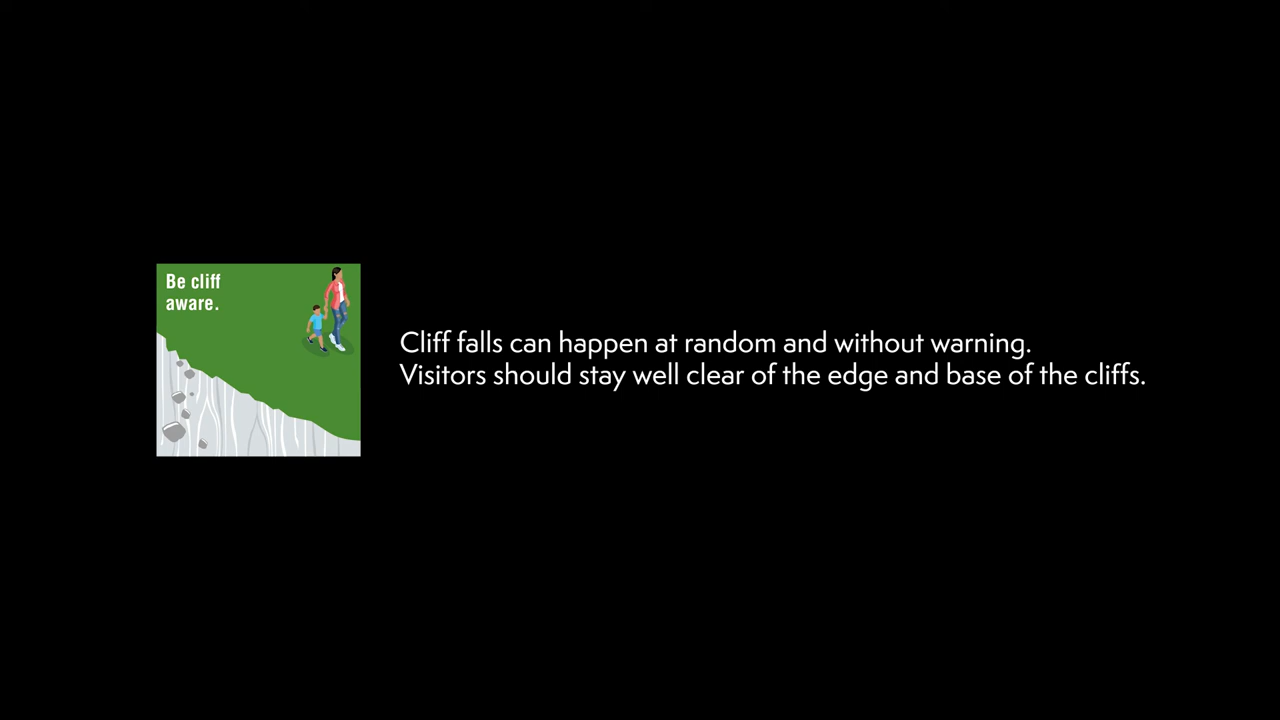 Be cliff
aware.
Cliff falls can happen at random and without warning.
Visitors should stay well clear of the edge and base of the cliffs.